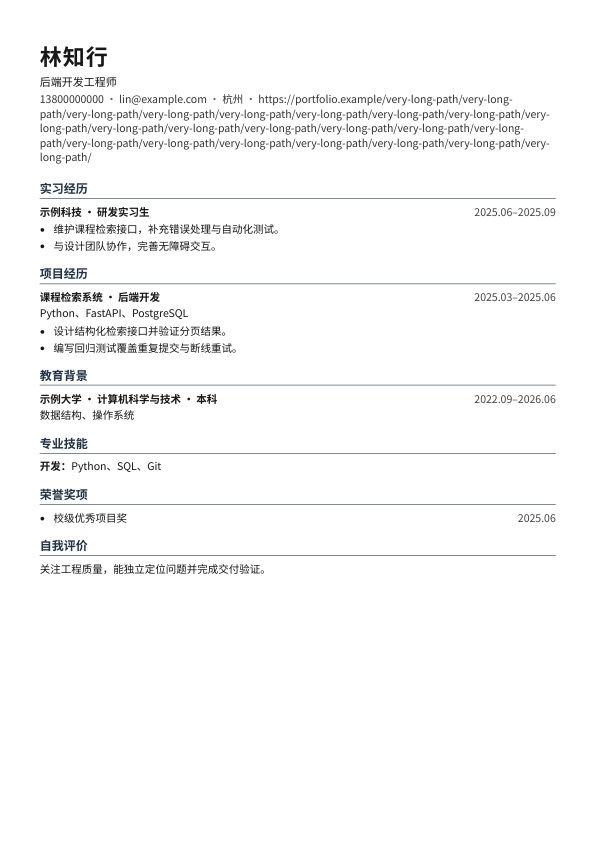 林知行
后端开发工程师
13800000000 · lin@example.com · 杭州 · https://portfolio.example/very-long-path/very-long-
path/very-long-path/very-long-path/very-long-path/very-long-path/very-long-path/very-long-path/very-
long-path/very-long-path/very-long-path/very-long-path/very-long-path/very-long-path/very-long-
path/very-long-path/very-long-path/very-long-path/very-long-path/very-long-path/very-long-path/very-
long-path/
实习经历
示例科技 · 研发实习生 2025.06–2025.09
• 维护课程检索接口，补充错误处理与自动化测试。
• 与设计团队协作，完善无障碍交互。
项目经历
课程检索系统 · 后端开发 2025.03–2025.06
Python、FastAPI、PostgreSQL
• 设计结构化检索接口并验证分页结果。
• 编写回归测试覆盖重复提交与断线重试。
教育背景
示例大学 · 计算机科学与技术 · 本科 2022.09–2026.06
数据结构、操作系统
专业技能
开发：Python、SQL、Git
荣誉奖项
• 校级优秀项目奖 2025.06
自我评价
关注工程质量，能独立定位问题并完成交付验证。